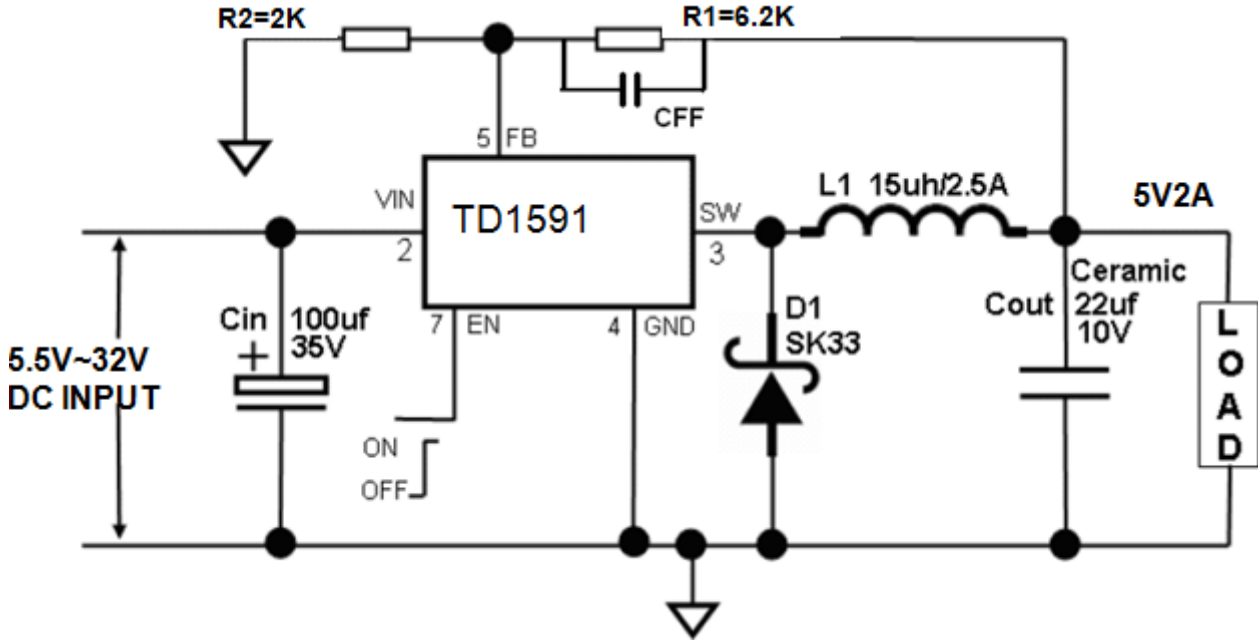 R2=2K
R1=6.2K
CFF
5 FB
VIN
TD1591
SW
L1 15uh/2.5A
5V2A
2
3
Ceramic
Cin 100uf
7 EN
4 GND
D1
Cout 22uf
35V
SK33
10V
+
5.5V~32V
DC INPUT
LOAD
ON
OFF